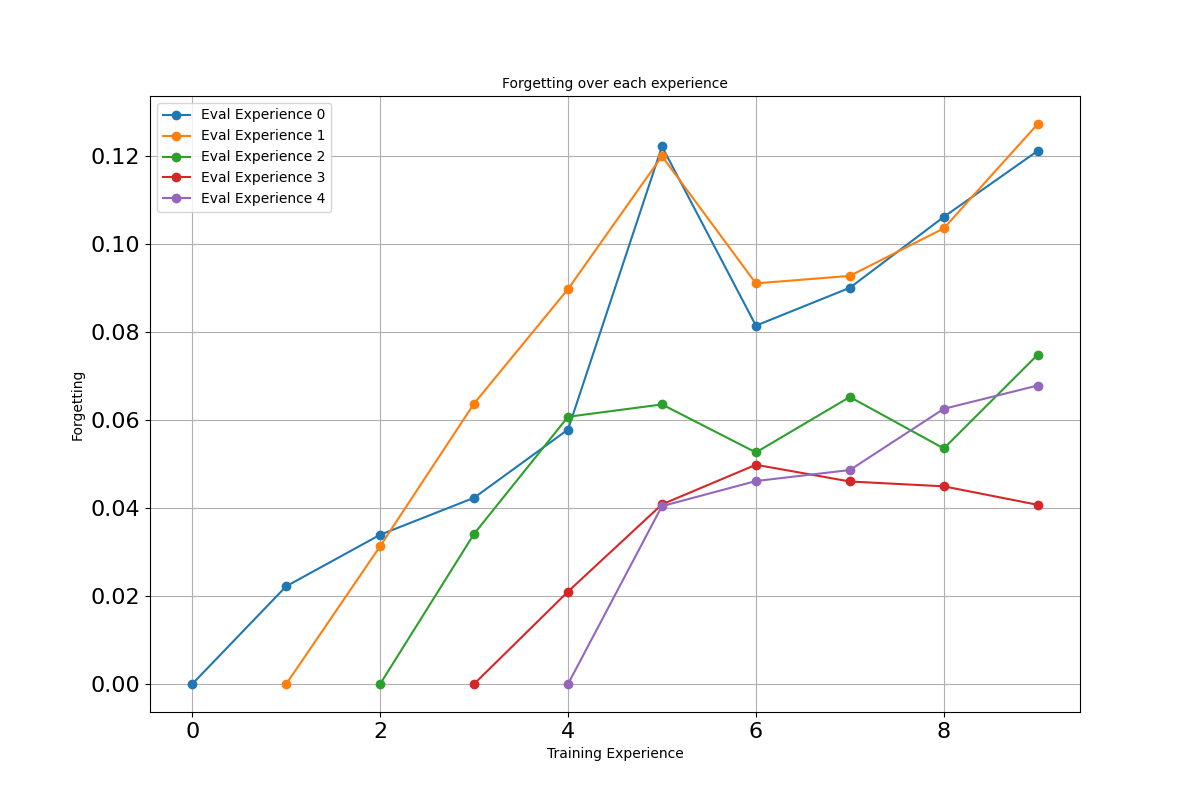 Forgetting over each experience
Eval Experience 0
Eval Experience 1
Eval Experience 2
Eval Experience 3
Eval Experience 4
0.12
0.10
0.08
0.06
0.04
0.02
0.00
Forgetting
0 2 4 6 8
Training Experience